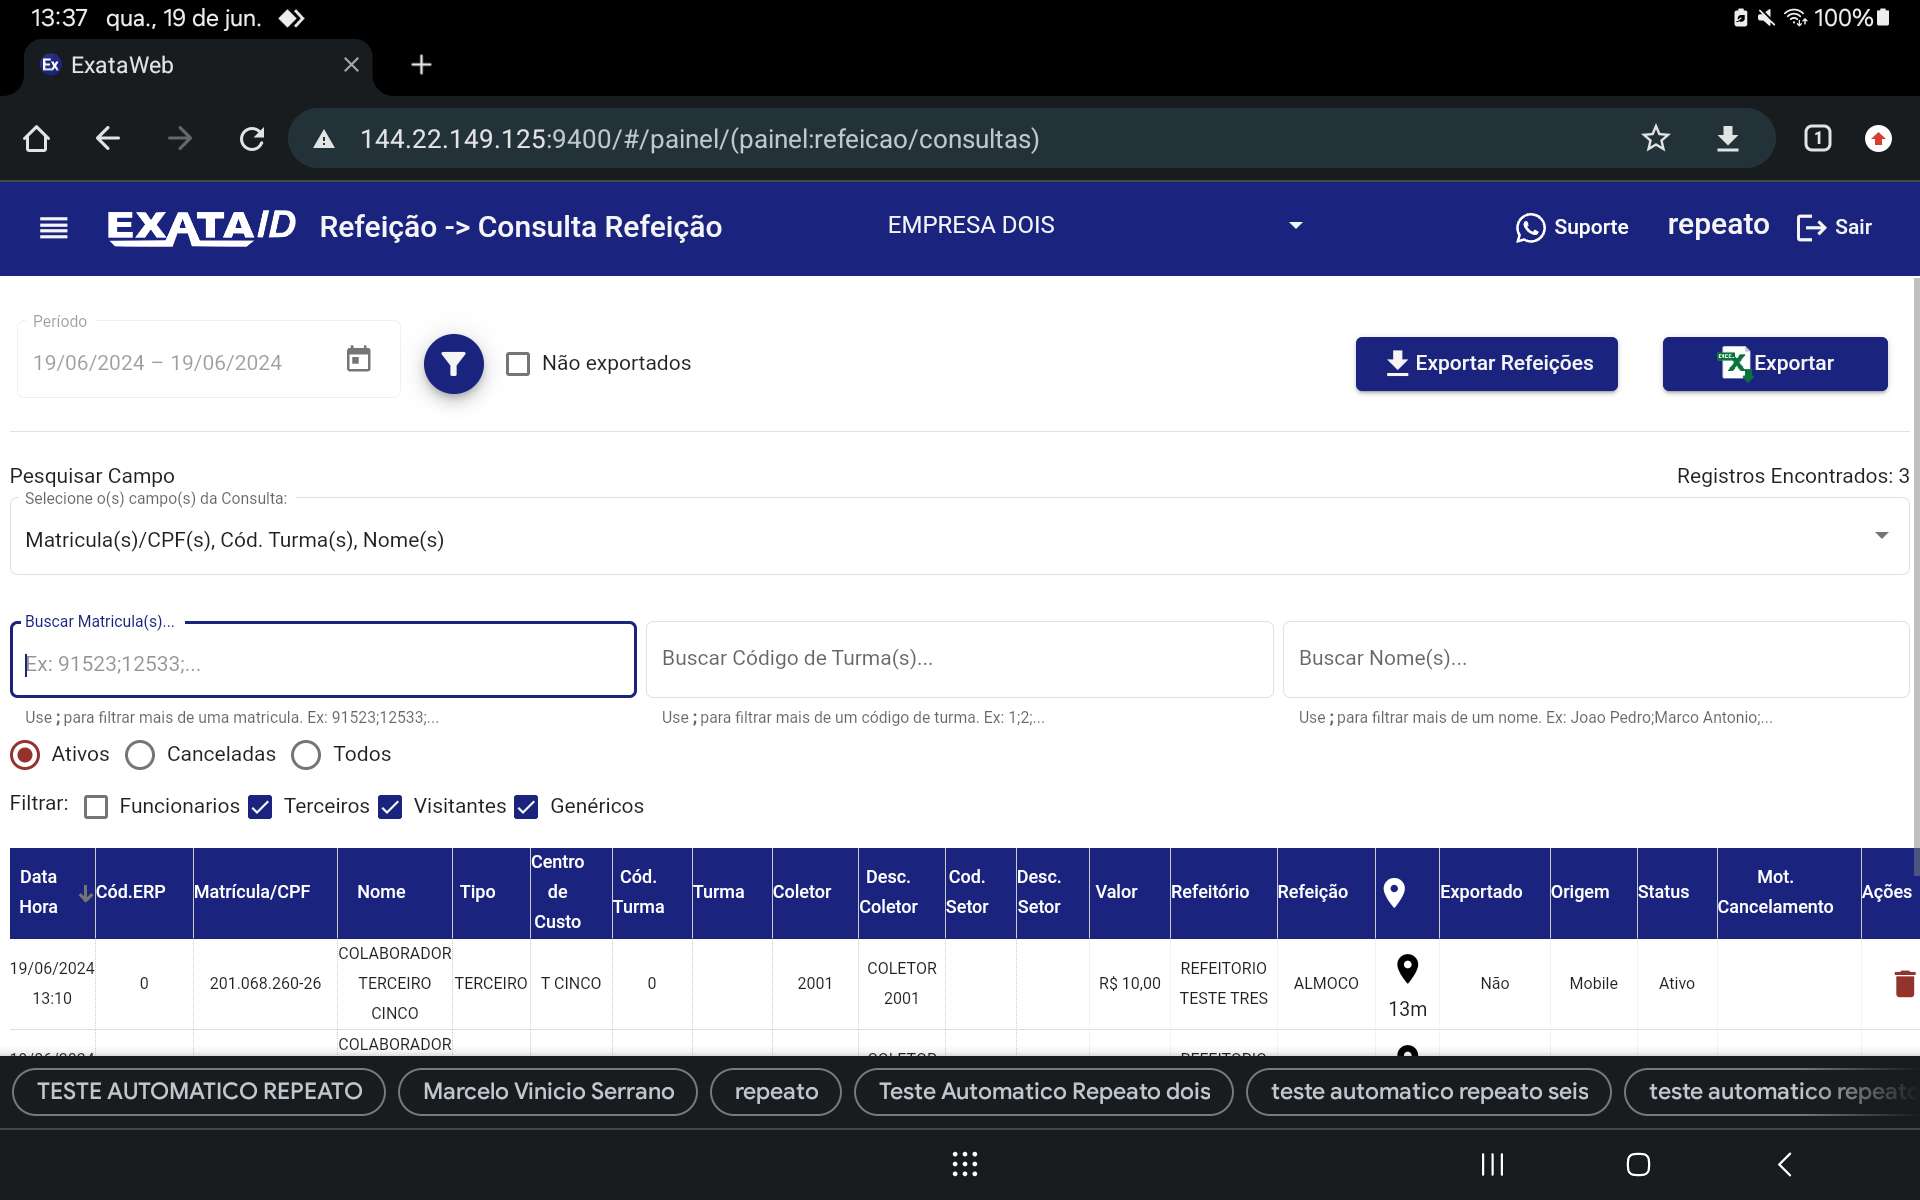 13:37 qua., 19 de jun. 100%
Ex ExataWeb
144.22.149.125:9400/#/painel/(painel:refeicao/consultas) 1
EXATA ID Refeição -> Consulta Refeição EMPRESA DOIS Suporte repeato Sair
Período
19/06/2024 – 19/06/2024 Não exportados Exportar Refeições Exportar
Pesquisar Campo Registros Encontrados: 3
Selecione o(s) campo(s) da Consulta:
Matricula(s)/CPF(s), Cód. Turma(s), Nome(s)
Buscar Matricula(s)...
Ex: 91523;12533;... Buscar Código de Turma(s)... Buscar Nome(s)...
Use ; para filtrar mais de uma matricula. Ex: 91523;12533;... Use ; para filtrar mais de um código de turma. Ex: 1;2;... Use ; para filtrar mais de um nome. Ex: Joao Pedro;Marco Antonio;...
Ativos Canceladas Todos
Filtrar: Funcionarios Terceiros Visitantes Genéricos
Data Hora Cód.ERP Matrícula/CPF Nome Tipo Centro de Custo Cód. Turma Turma Coletor Desc. Coletor Cod. Setor Desc. Setor Valor Refeitório Refeição Exportado Origem Status Mot. Cancelamento Ações
19/06/2024 13:10 0 201.068.260-26 COLABORADOR TERCEIRO CINCO TERCEIRO T CINCO 0 2001 COLETOR 2001 R$ 10,00 REFEITORIO TESTE TRES ALMOCO 13m Não Mobile Ativo
COLABORADOR COLETOR REFEITORIO
TESTE AUTOMATICO REPEATO Marcelo Vinicio Serrano repeato Teste Automatico Repeato dois teste automatico repeato seis teste automatico repeato